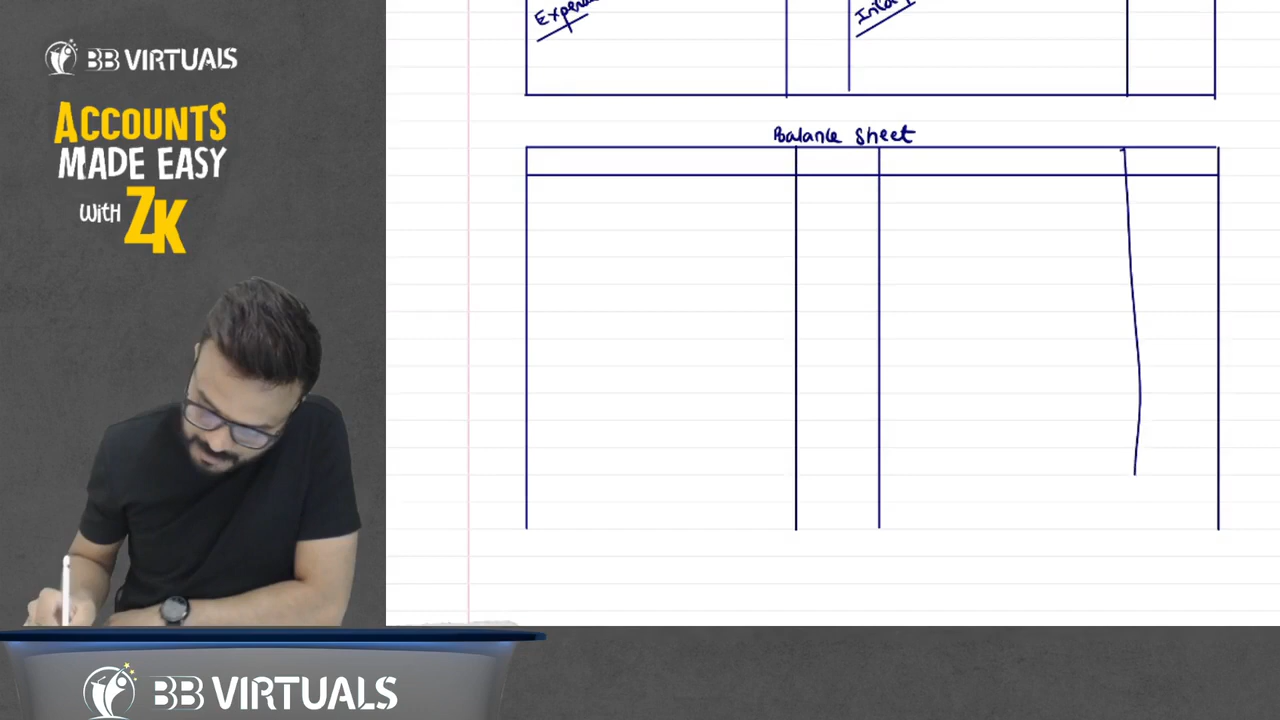 BB VIRTUALS
ACCOUNTS
MADE EASY
WITH ZK
Balance Sheet
BB VIRTUALS